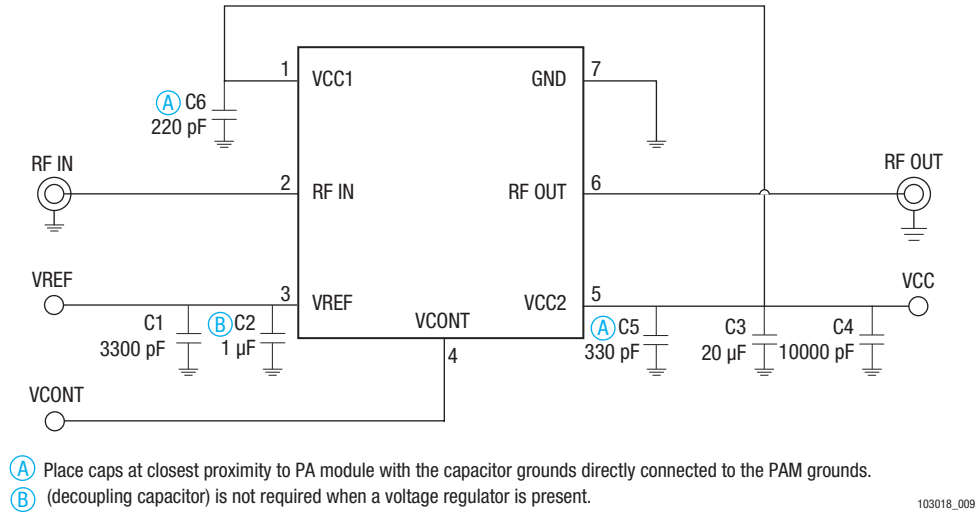 1
VCC1
GND
7
A C6
220 pF
RF IN
2
RF IN
RF OUT
6
RF OUT
VREF
3
VREF
VCC2
5
VCC
C1
3300 pF
B C2
1 µF
VCONT
4
A C5
330 pF
C3
20 µF
C4
10000 pF
VCONT
A Place caps at closest proximity to PA module with the capacitor grounds directly connected to the PAM grounds.
B (decoupling capacitor) is not required when a voltage regulator is present.
103018_009